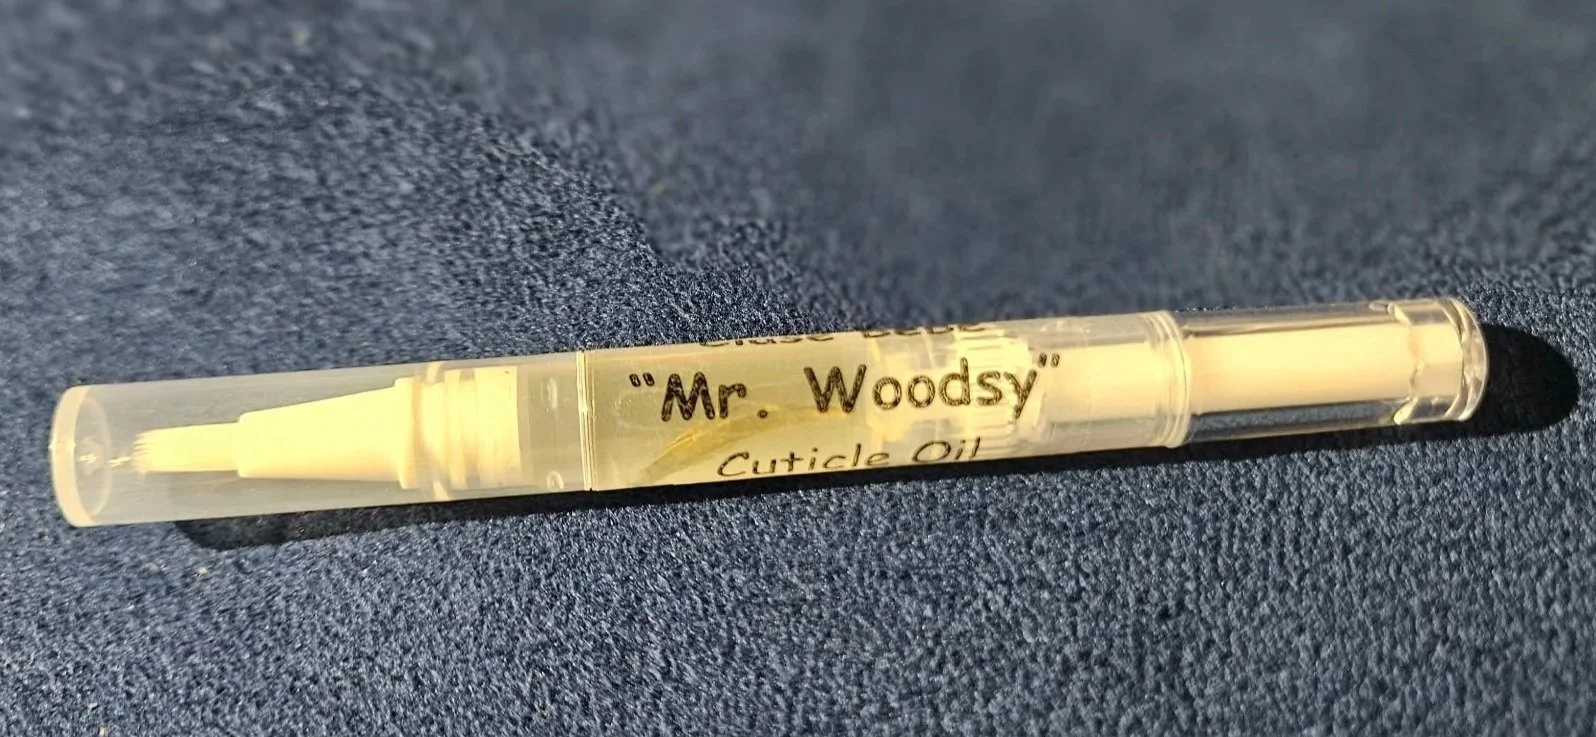 "Mr. Woodsy"
Cuticle Oil